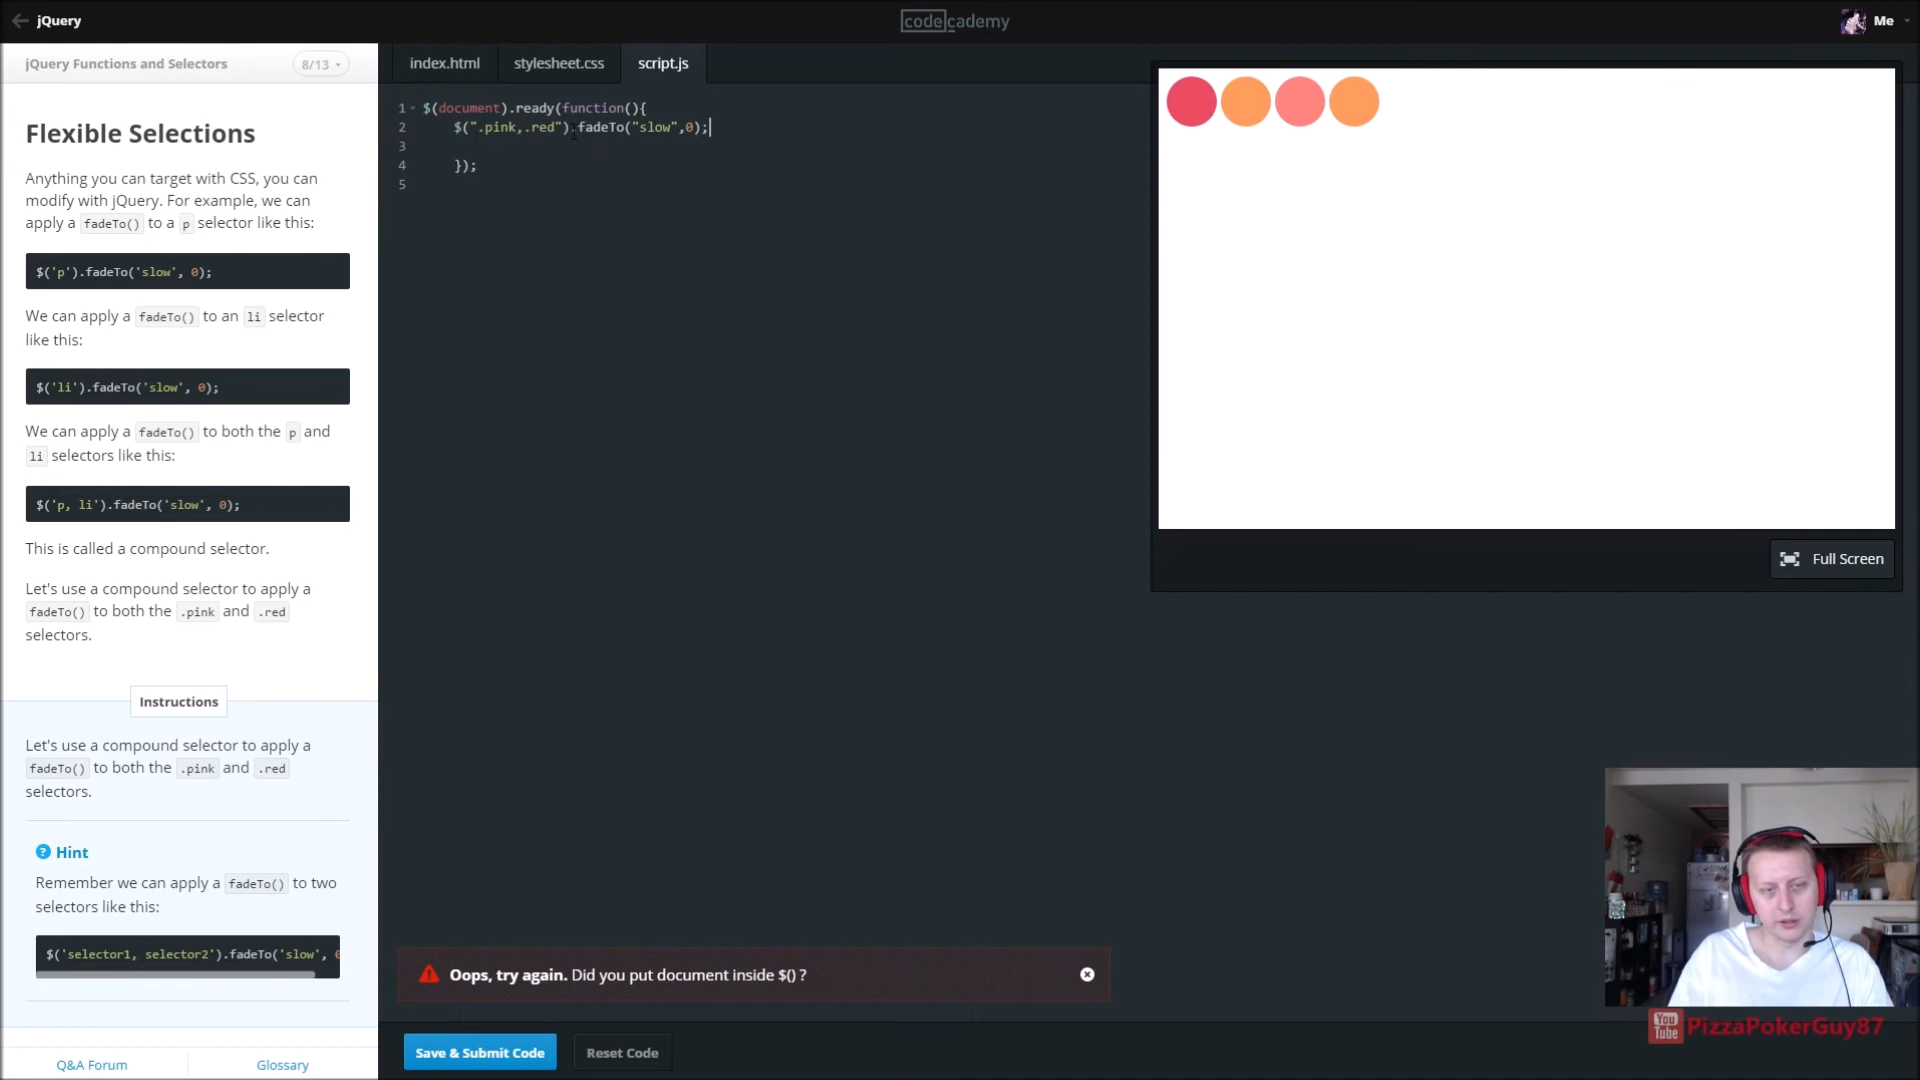 jQuery
codecademy
Me
jQuery Functions and Selectors
8/13
index.html
stylesheet.css
script.js
Flexible Selections
Anything you can target with CSS, you can
modify with jQuery. For example, we can
apply a fadeTo() to a p selector like this:
$('p').fadeTo('slow', 0);
We can apply a fadeTo() to an li selector
like this:
$('li').fadeTo('slow', 0);
We can apply a fadeTo() to both the p and
li selectors like this:
$('p, li').fadeTo('slow', 0);
This is called a compound selector.
Let's use a compound selector to apply a
fadeTo() to both the .pink and .red
selectors.
Instructions
Let's use a compound selector to apply a
fadeTo() to both the .pink and .red
selectors.
Hint
Remember we can apply a fadeTo() to two
selectors like this:
$('selector1, selector2').fadeTo('slow', 0
Q&A Forum
Glossary
1 $(document).ready(function(){
2 $(".pink,.red").fadeTo("slow",0);
3
4 });
5
Full Screen
Oops, try again. Did you put document inside $() ?
Save & Submit Code
Reset Code
You
Tube
PizzaPokerGuy87